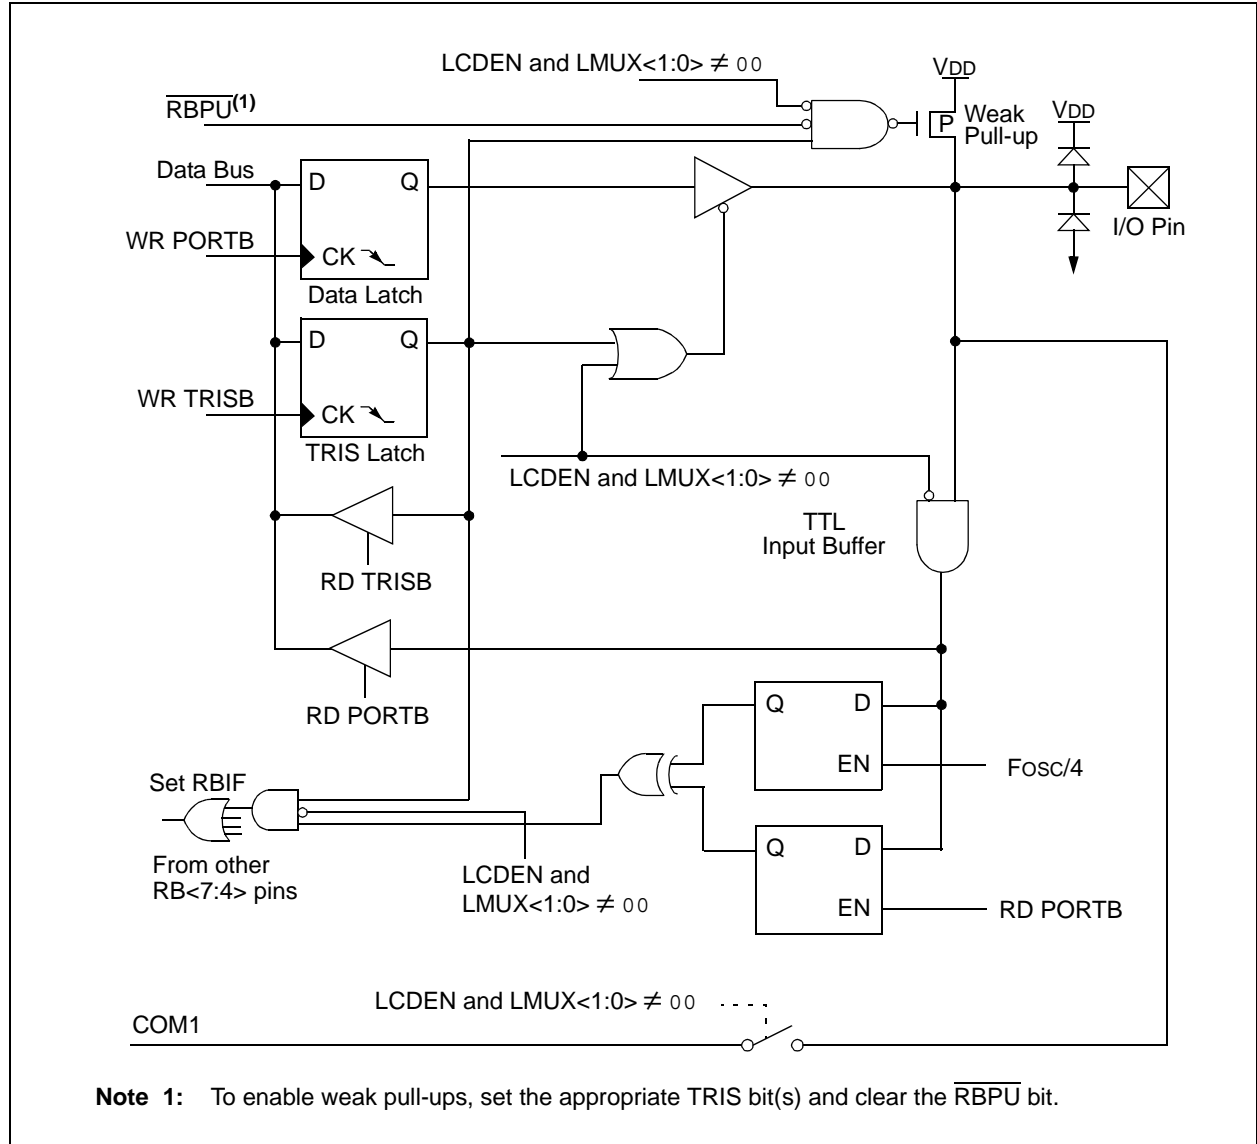 LCDEN and LMUX<1:0> ≠ 00
VDD
RBPU(1)
P
Weak
Pull-up
VDD
Data Bus
D
Q
WR PORTB
CK
I/O Pin
Data Latch
D
Q
WR TRISB
CK
TRIS Latch
LCDEN and LMUX<1:0> ≠ 00
TTL
Input Buffer
RD TRISB
RD PORTB
Q
D
EN
FOSC/4
Set RBIF
From other
RB<7:4> pins
LCDEN and
LMUX<1:0> ≠ 00
Q
D
EN
RD PORTB
LCDEN and LMUX<1:0> ≠ 00
COM1
Note 1: To enable weak pull-ups, set the appropriate TRIS bit(s) and clear the RBPU bit.